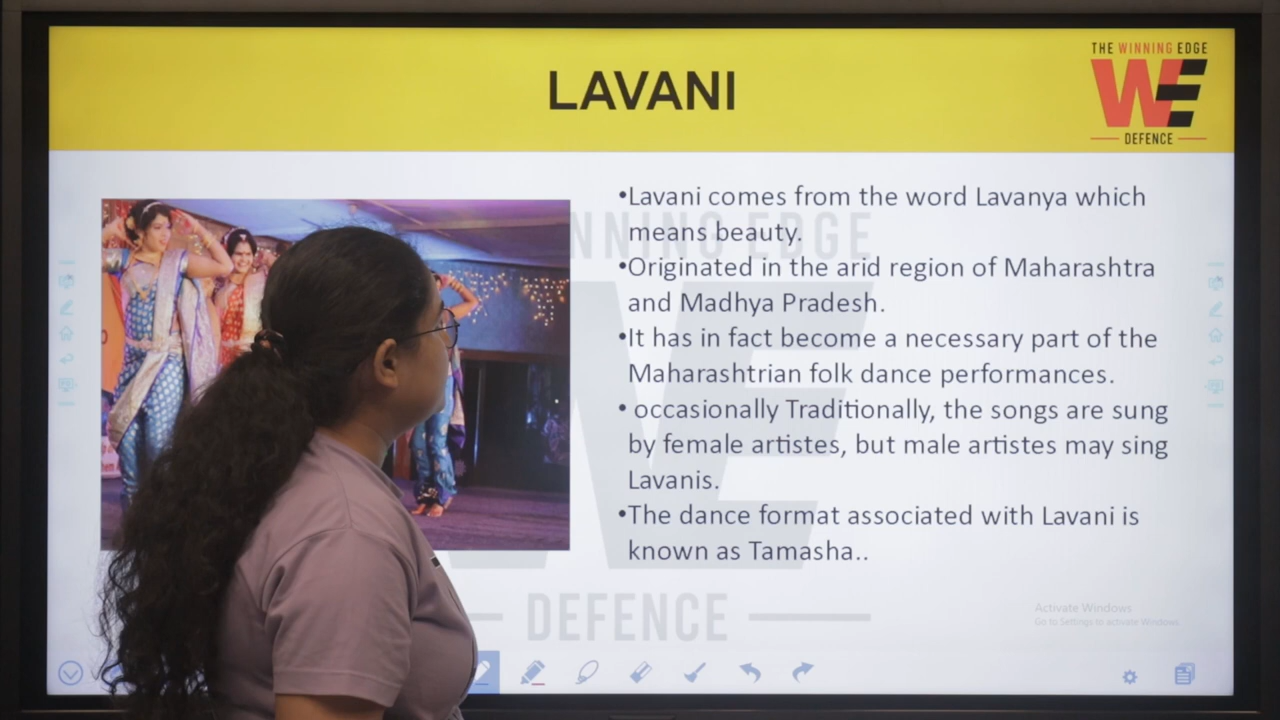 LAVANI
THE WINNING EDGE
WE
DEFENCE
•Lavani comes from the word Lavanya which
means beauty.
•Originated in the arid region of Maharashtra
and Madhya Pradesh.
•It has in fact become a necessary part of the
Maharashtrian folk dance performances.
• occasionally Traditionally, the songs are sung
by female artistes, but male artistes may sing
Lavanis.
•The dance format associated with Lavani is
known as Tamasha..
NNING EDGE
WE
DEFENCE
Activate Windows
Go to Settings to activate Windows.